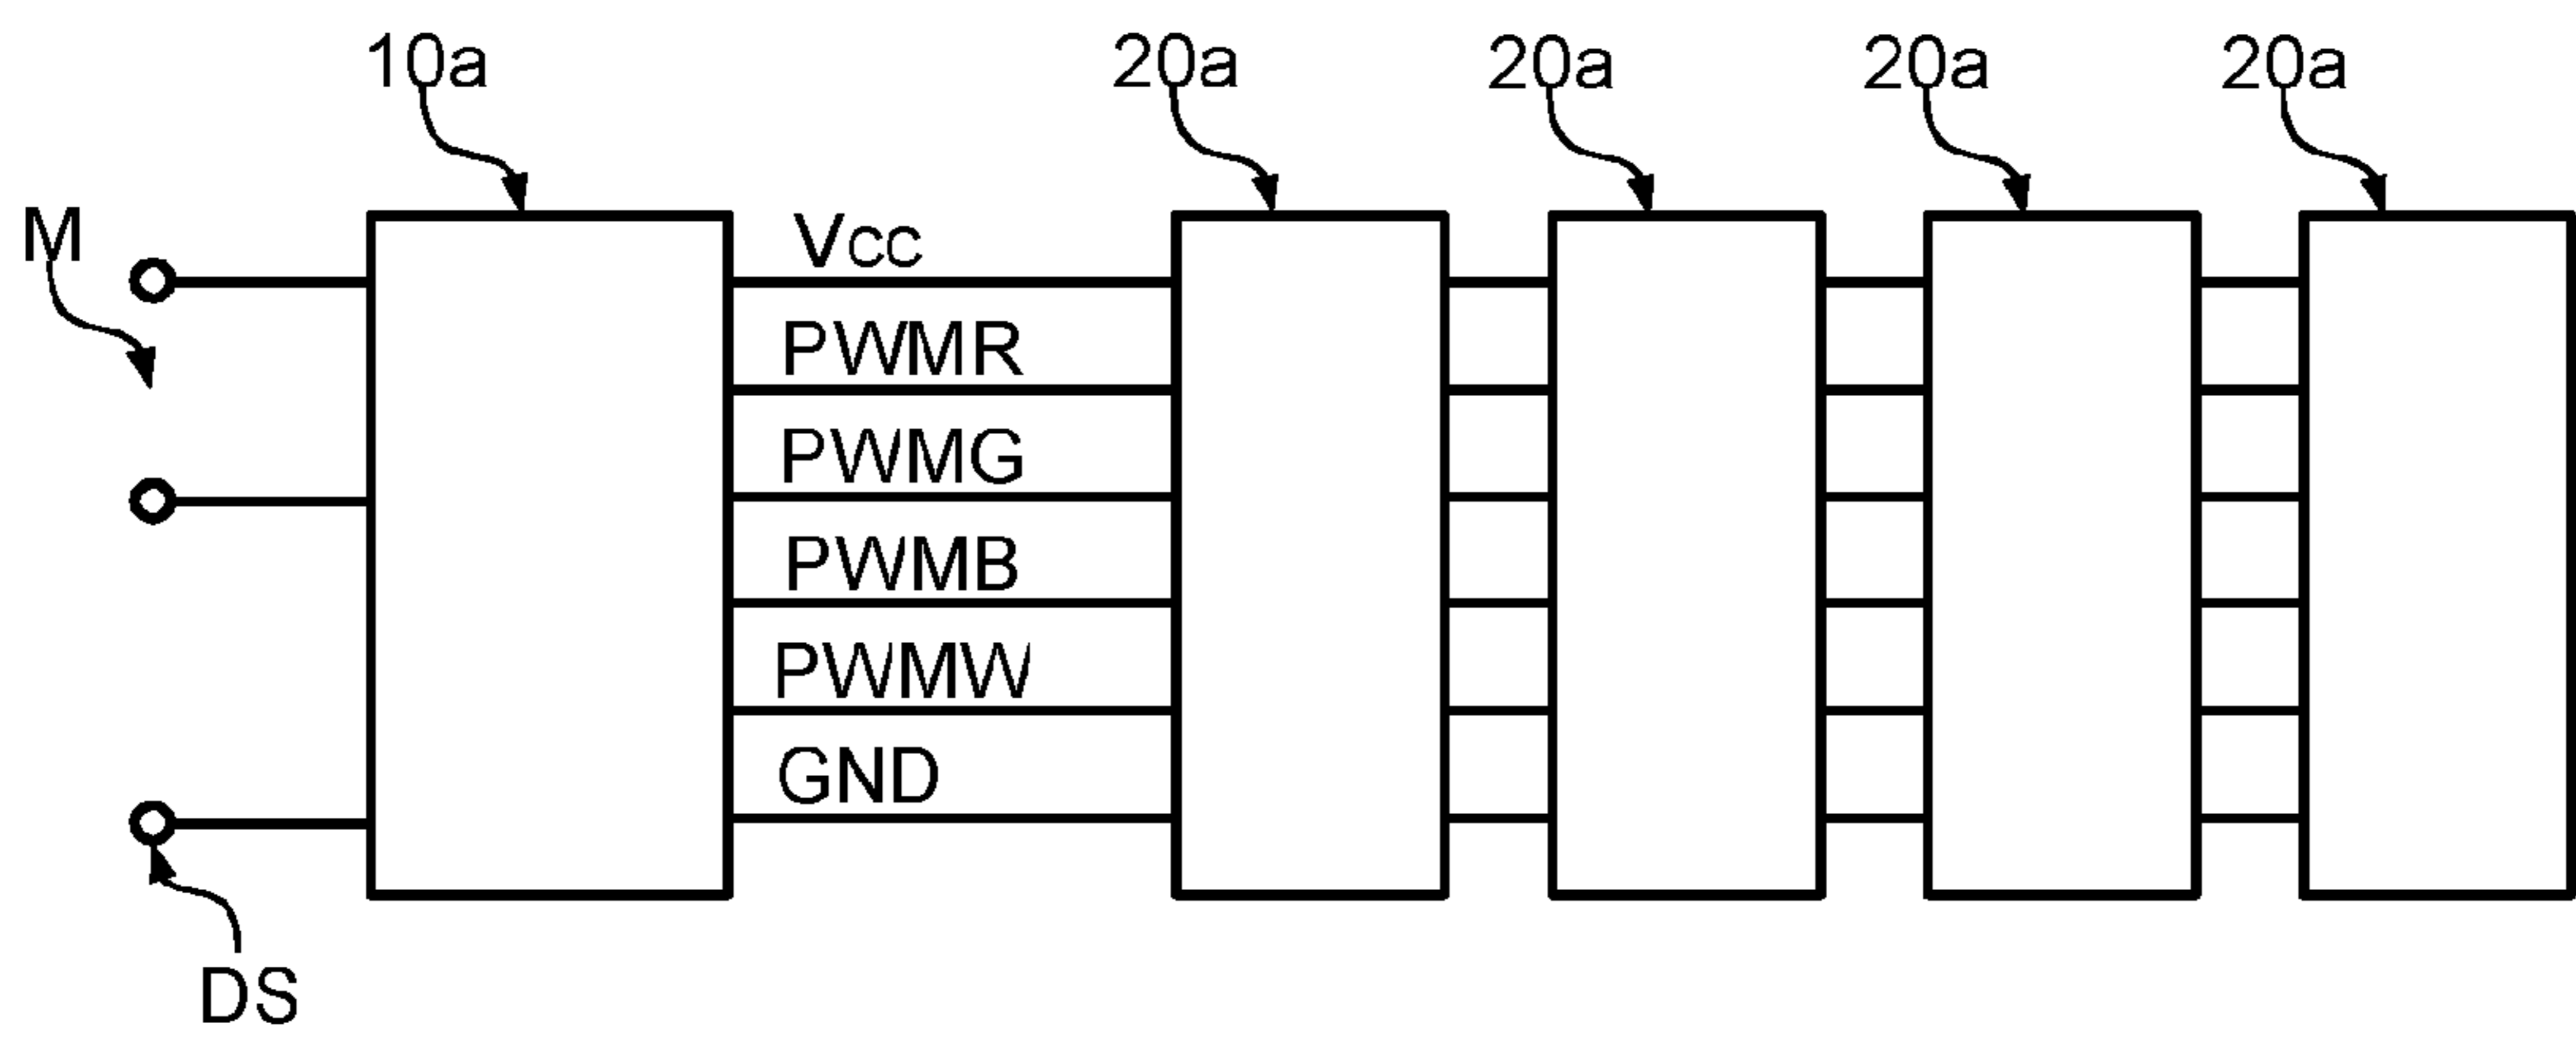 10a 20a 20a 20a 20a
M
VCC
PWMR
PWMG
PWMB
PWMW
GND
DS